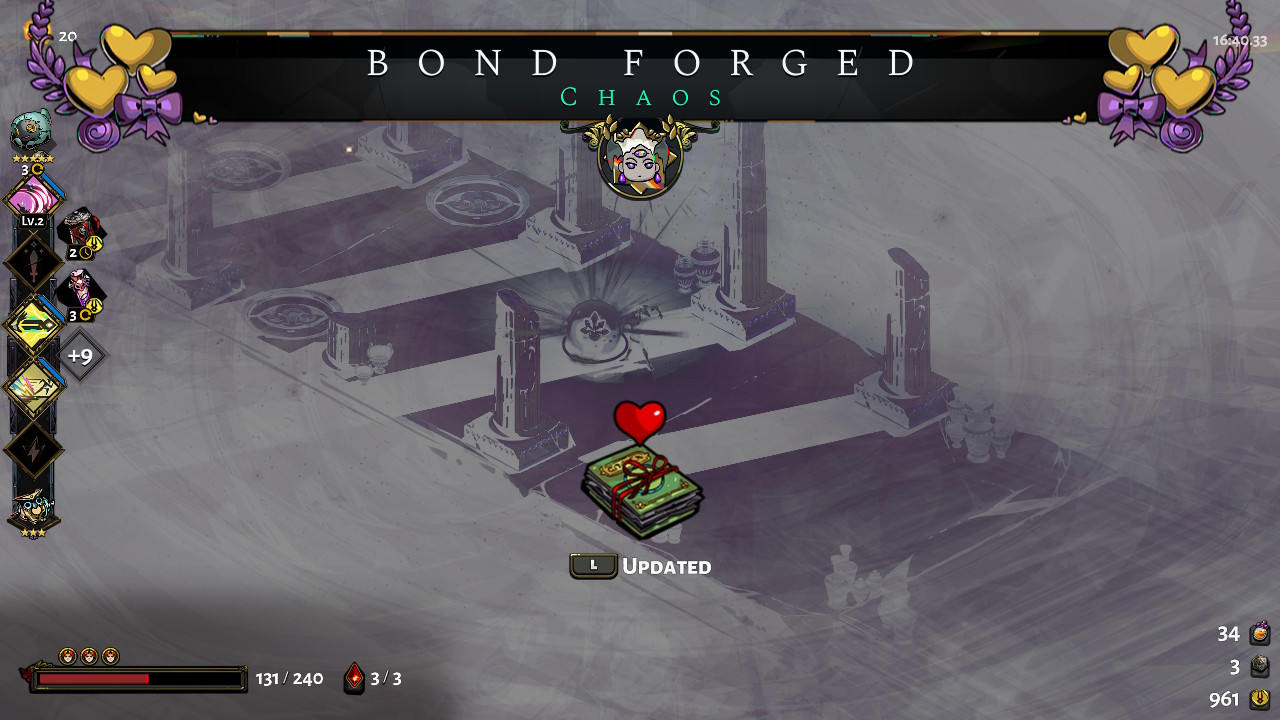 20
BOND FORGED
16:40.33
CHAOS
3
Lv.2
2
3
+9
L UPDATED
131 / 240
3 / 3
34
3
961